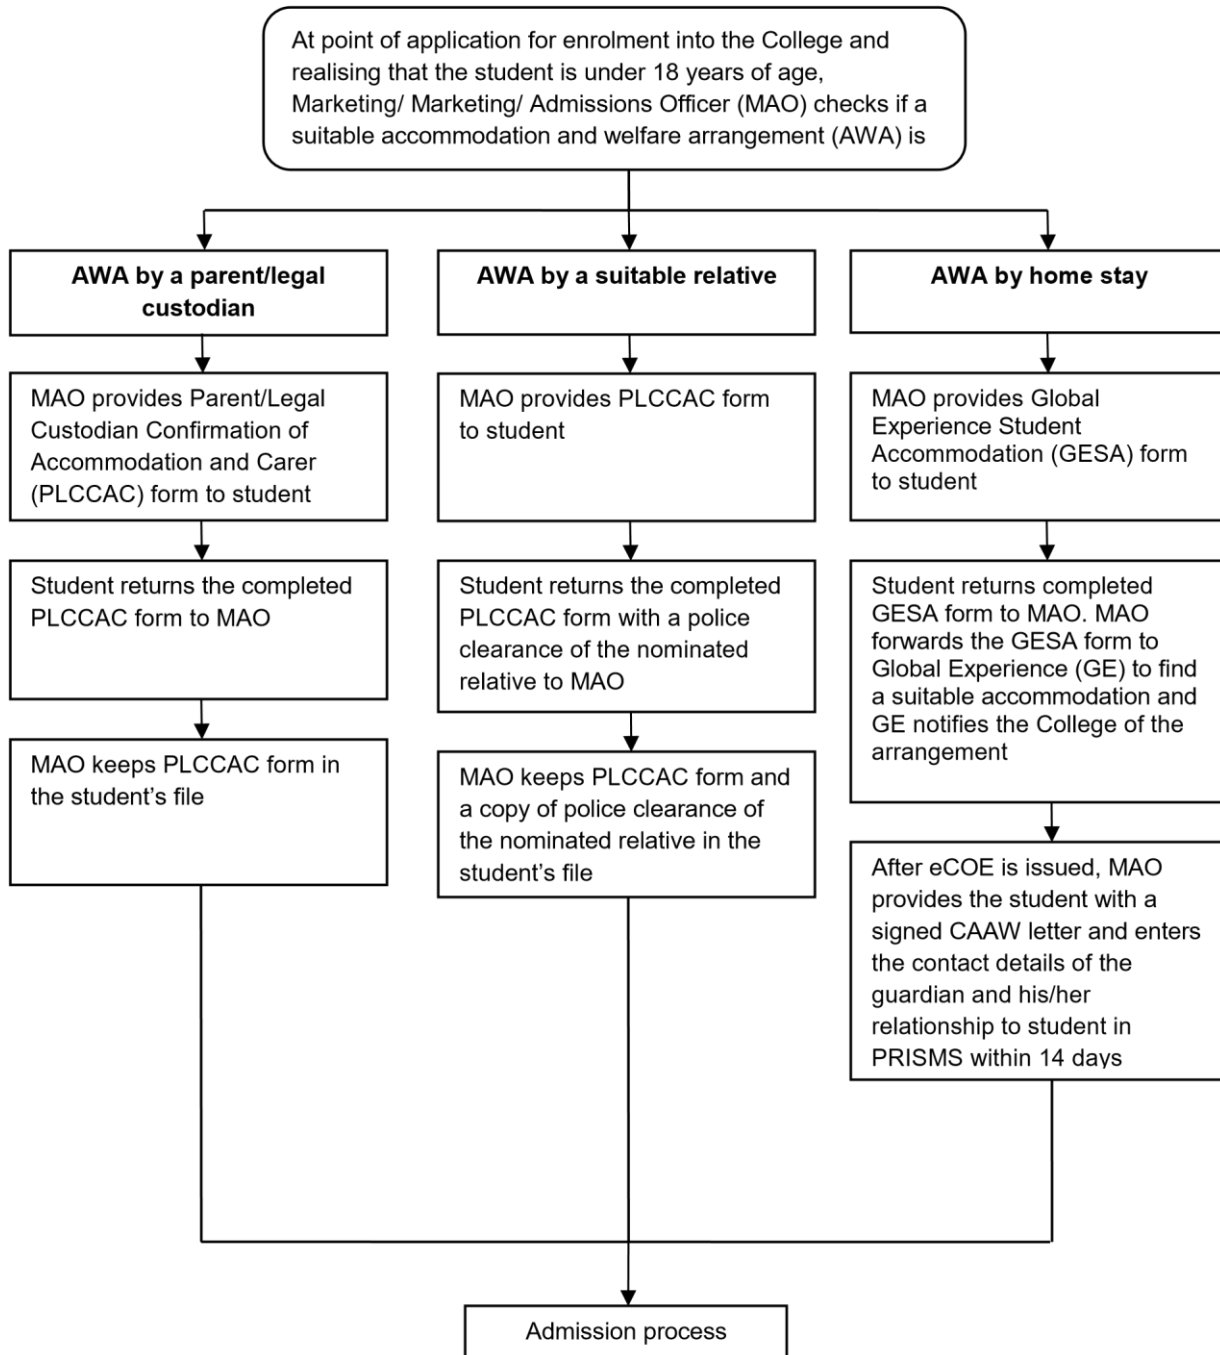 At point of application for enrolment into the College and
realising that the student is under 18 years of age,
Marketing/ Marketing/ Admissions Officer (MAO) checks if a
suitable accommodation and welfare arrangement (AWA) is
AWA by a parent/legal
custodian
MAO provides Parent/Legal
Custodian Confirmation of
Accommodation and Carer
(PLCCAC) form to student
Student returns the completed
PLCCAC form to MAO
MAO keeps PLCCAC form in
the student’s file
AWA by a suitable relative
MAO provides PLCCAC form
to student
Student returns the completed
PLCCAC form with a police
clearance of the nominated
relative to MAO
MAO keeps PLCCAC form and
a copy of police clearance of
the nominated relative in the
student’s file
AWA by home stay
MAO provides Global
Experience Student
Accommodation (GESA) form
to student
Student returns completed
GESA form to MAO. MAO
forwards the GESA form to
Global Experience (GE) to find
a suitable accommodation and
GE notifies the College of the
arrangement
After eCOE is issued, MAO
provides the student with a
signed CAAW letter and enters
the contact details of the
guardian and his/her
relationship to student in
PRISMS within 14 days
Admission process